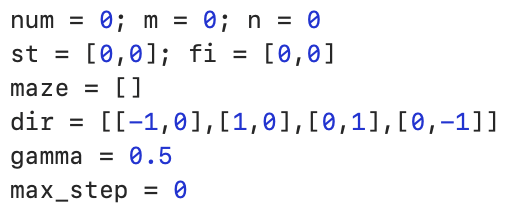 num = 0; m = 0; n = 0
st = [0,0]; fi = [0,0]
maze = []
dir = [[-1,0],[1,0],[0,1],[0,-1]]
gamma = 0.5
max_step = 0